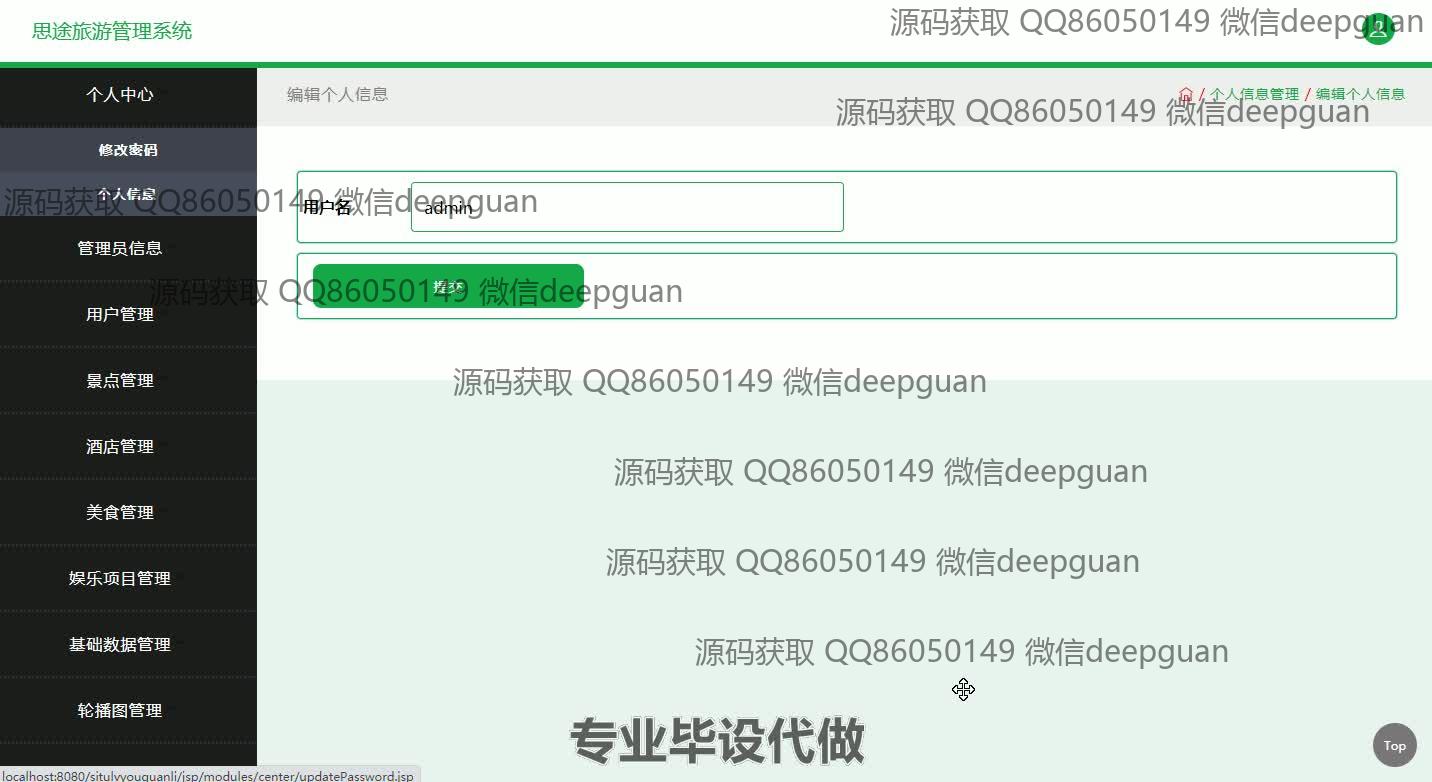 思途旅游管理系统
源码获取 QQ86050149 微信deepguan
个人中心
编辑个人信息
/ 个人信息管理 / 编辑个人信息
源码获取 QQ86050149 微信deepguan
修改密码
个人信息
源码获取 QQ86050149 微信deepguan
用户名
admin
管理员信息
提交
源码获取 QQ86050149 微信deepguan
用户管理
景点管理
源码获取 QQ86050149 微信deepguan
酒店管理
源码获取 QQ86050149 微信deepguan
美食管理
源码获取 QQ86050149 微信deepguan
娱乐项目管理
基础数据管理
源码获取 QQ86050149 微信deepguan
轮播图管理
专业毕设代做
Top
localhost:8080/situlvyouguanli/jsp/modules/center/updatePassword.jsp